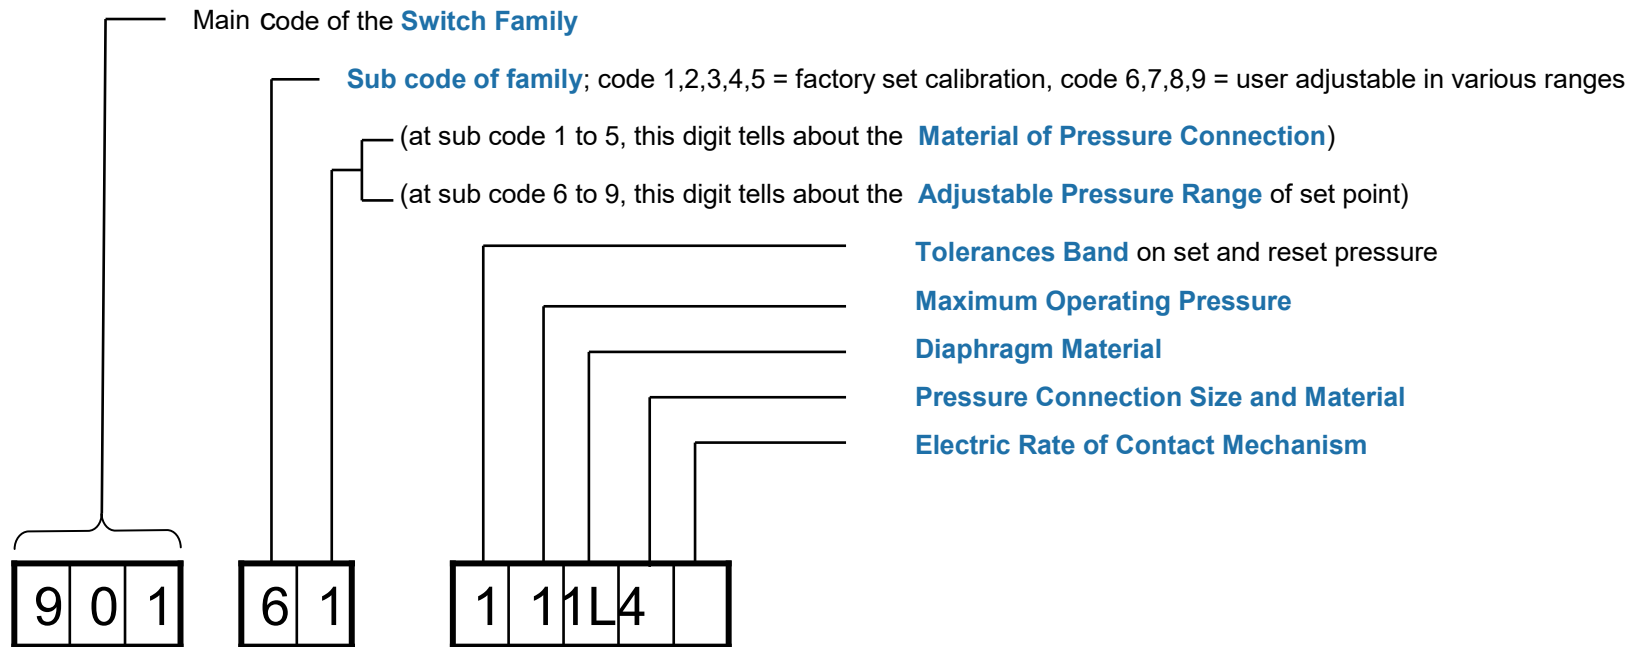 Main Code of the Switch Family
Sub code of family; code 1,2,3,4,5 = factory set calibration, code 6,7,8,9 = user adjustable in various ranges
(at sub code 1 to 5, this digit tells about the Material of Pressure Connection)
(at sub code 6 to 9, this digit tells about the Adjustable Pressure Range of set point)
Tolerances Band on set and reset pressure
Maximum Operating Pressure
Diaphragm Material
Pressure Connection Size and Material
Electric Rate of Contact Mechanism
9 0 1 6 1 1 1 1L4